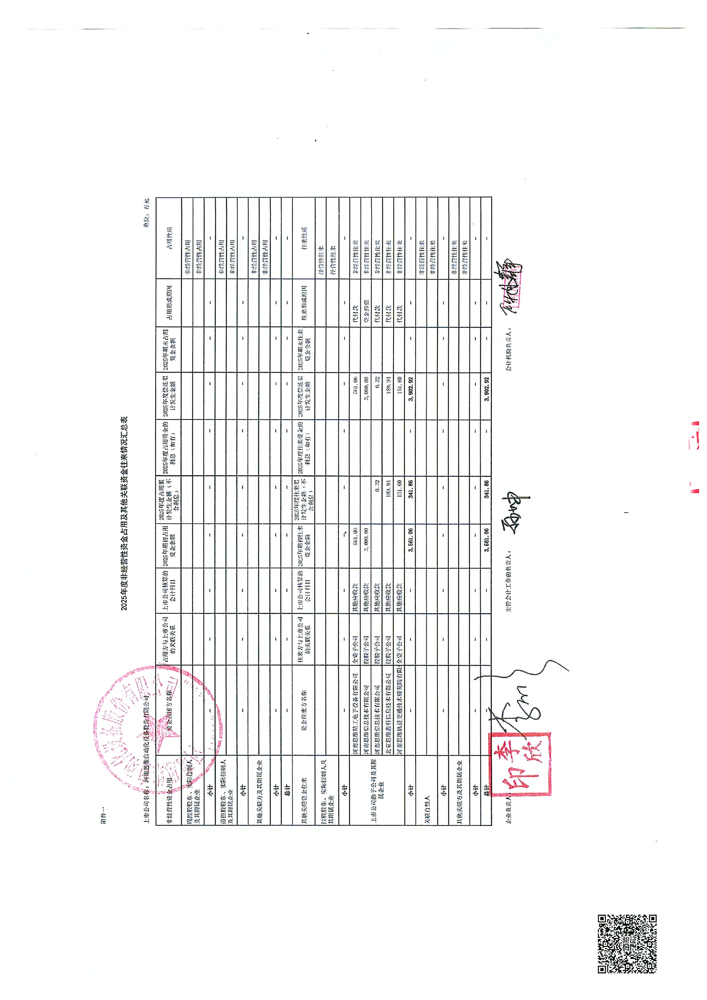 附件一
2025年度非经营性资金占用及其他关联资金往来情况汇总表
上市公司名称：河南思维自动化设备股份有限公司 单位：万元
非经营性资金占用 资金占用方名称 占用方与上市公司的关联关系 上市公司核算的会计科目 2025年期初占用资金余额 2025年度占用累计发生金额（不含利息） 2025年度占用资金的利息（如有） 2025年度偿还累计发生金额 2025年期末占用资金余额 占用形成原因 占用性质
现控股股东、实际控制人及其附属企业 非经营性占用
非经营性占用
小计 - - - - - - - - - -
前控股股东、实际控制人及其附属企业 非经营性占用
非经营性占用
小计 - - - - - - - - - -
其他关联方及其附属企业 非经营性占用
非经营性占用
小计 - - - - - - - - - -
总计 - - - - - - - - - -
其他关联资金往来 资金往来方名称 往来方与上市公司的关联关系 上市公司核算的会计科目 2025年期初往来资金余额 2025年度往来累计发生金额（不含利息） 2025年度往来资金的利息（如有） 2025年度偿还累计发生金额 2025年期末往来资金余额 往来形成原因 往来性质
控股股东、实际控制人及其附属企业 经营性往来
经营性往来
小计 - - - - - - - - - -
上市公司的子公司及其附属企业 河南思维精工电子设备有限公司 全资子公司 其他应收款 561.06 561.06 代付款 非经营性往来
河南思维信息技术有限公司 控股子公司 其他应收款 3,000.00 3,000.00 资金拆借 非经营性往来
河南思维信息技术有限公司 控股子公司 其他应收款 0.32 0.32 代付款 非经营性往来
北京思维鑫科信息技术有限公司 控股子公司 其他应收款 189.94 189.94 代付款 非经营性往来
河南思维轨道交通技术研究院有限 全资子公司 其他应收款 151.60 151.60 代付款 非经营性往来
小计 - - - 3,561.06 341.86 - 3,902.92 - - -
关联自然人 非经营性往来
非经营性往来
小计 - - - - - - - - - -
其他关联方及其附属企业 非经营性往来
非经营性往来
小计 - - - - - - - - - -
总计 - - - 3,561.06 341.86 - 3,902.92 - - -
企业负责人： 主管会计工作的负责人： 会计机构负责人：
李欣
印
1
验证码